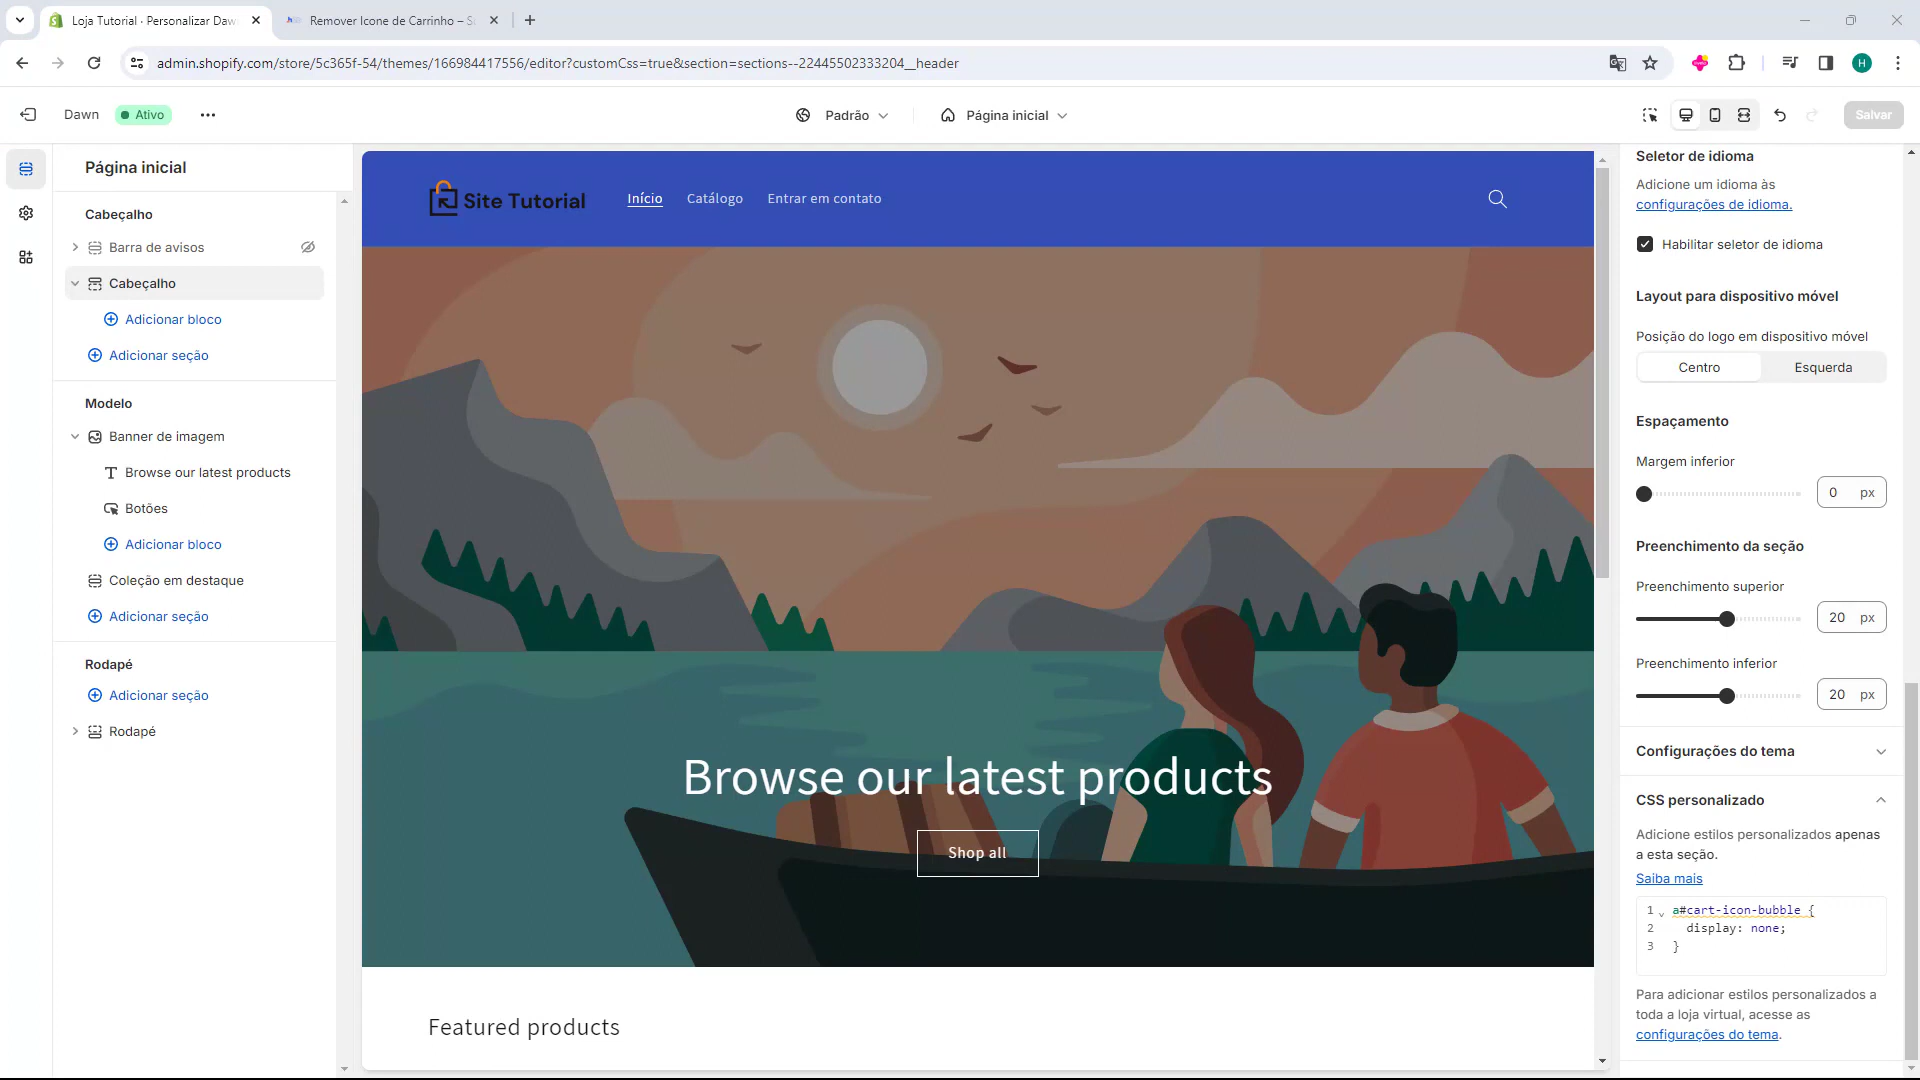 Loja Tutorial · Personalizar Daw
Remover Icone de Carrinho – S
admin.shopify.com/store/5c365f-54/themes/166984417556/editor?customCss=true&section=sections--22445502333204__header
H
Dawn
Ativo
Padrão
Página inicial
Salvar
Página inicial
Cabeçalho
Barra de avisos
Cabeçalho
Adicionar bloco
Adicionar seção
Modelo
Banner de imagem
Browse our latest products
Botões
Adicionar bloco
Coleção em destaque
Adicionar seção
Rodapé
Adicionar seção
Rodapé
Site Tutorial
Início
Catálogo
Entrar em contato
Browse our latest products
Shop all
Featured products
Seletor de idioma
Adicione um idioma às
configurações de idioma.
Habilitar seletor de idioma
Layout para dispositivo móvel
Posição do logo em dispositivo móvel
Centro
Esquerda
Espaçamento
Margem inferior
0 px
Preenchimento da seção
Preenchimento superior
20 px
Preenchimento inferior
20 px
Configurações do tema
CSS personalizado
Adicione estilos personalizados apenas
a esta seção.
Saiba mais
1 a#cart-icon-bubble {
2 display: none;
3 }
Para adicionar estilos personalizados a
toda a loja virtual, acesse as
configurações do tema.